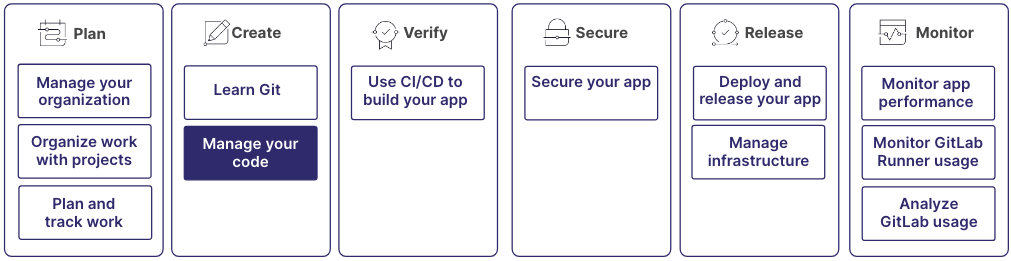 Plan
Manage your
organization
Organize work
with projects
Plan and
track work
Create
Learn Git
Manage your
code
Verify
Use CI/CD to
build your app
Secure
Secure your app
Release
Deploy and
release your app
Manage
infrastructure
Monitor
Monitor app
performance
Monitor GitLab
Runner usage
Analyze
GitLab usage